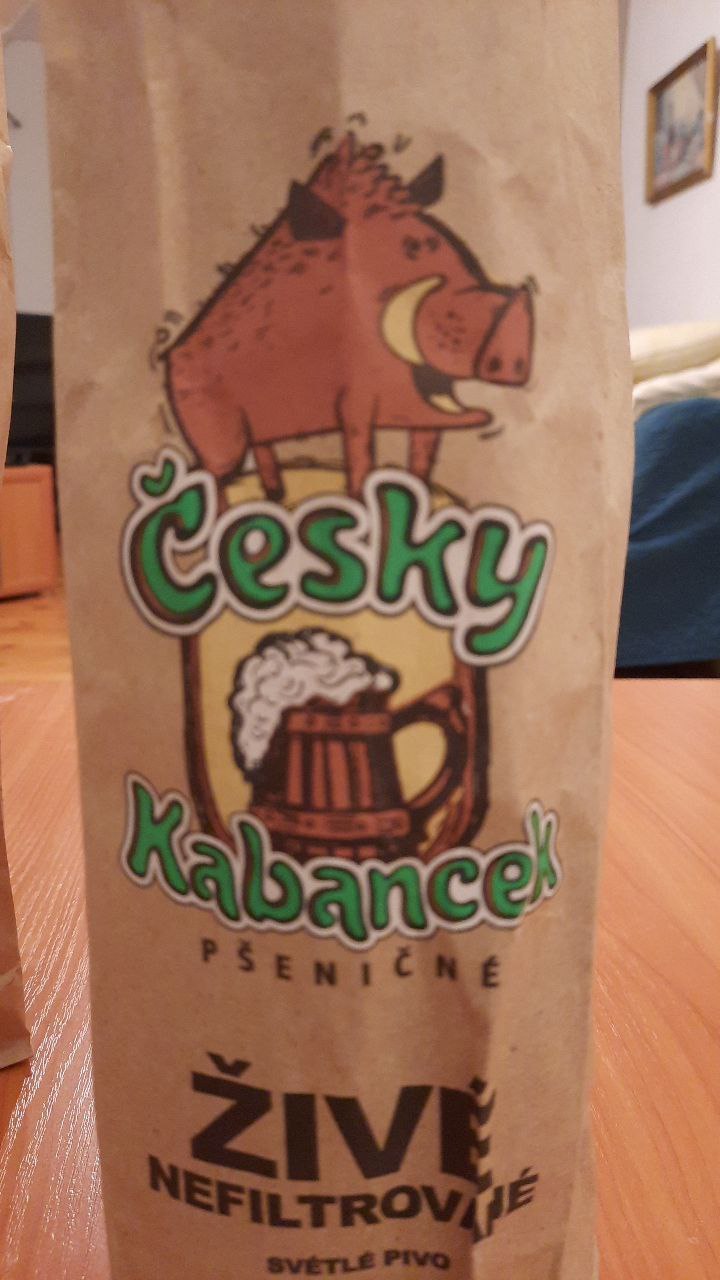 Česky
Kabancek
PŠENIČNÉ
ŽIVÉ
NEFILTROVANÉ
SVĚTLÉ PIVO